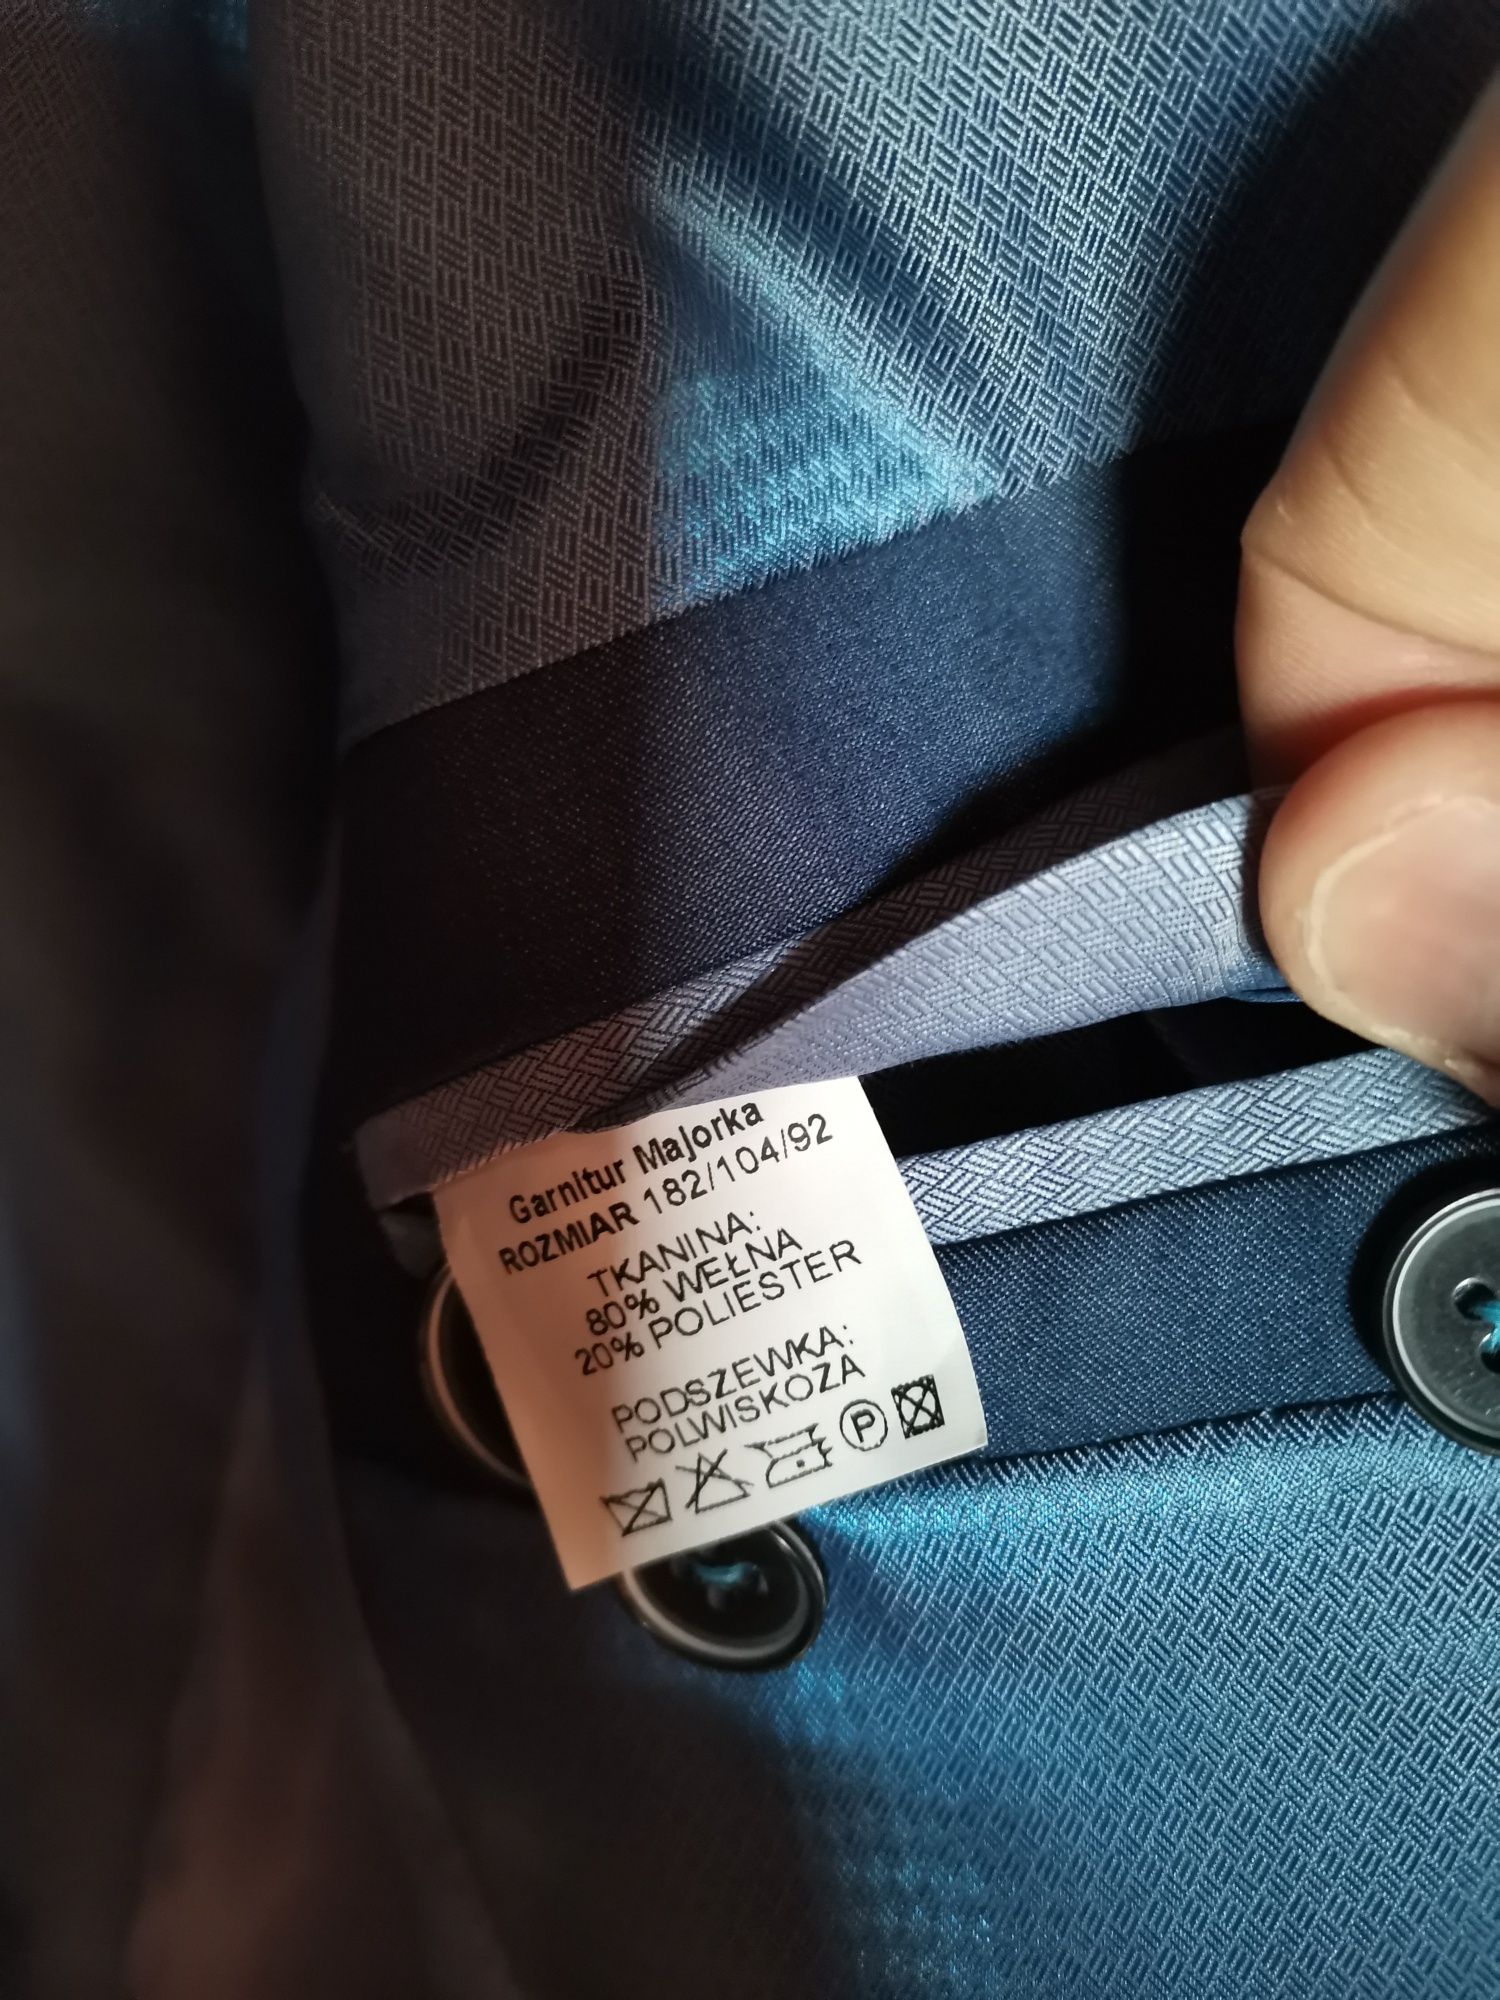 Garnitur Majorka
ROZMIAR 182/104/92
TKANINA:
80% WEŁNA
20% POLIESTER
PODSZEWKA:
POLWISKOZA
P